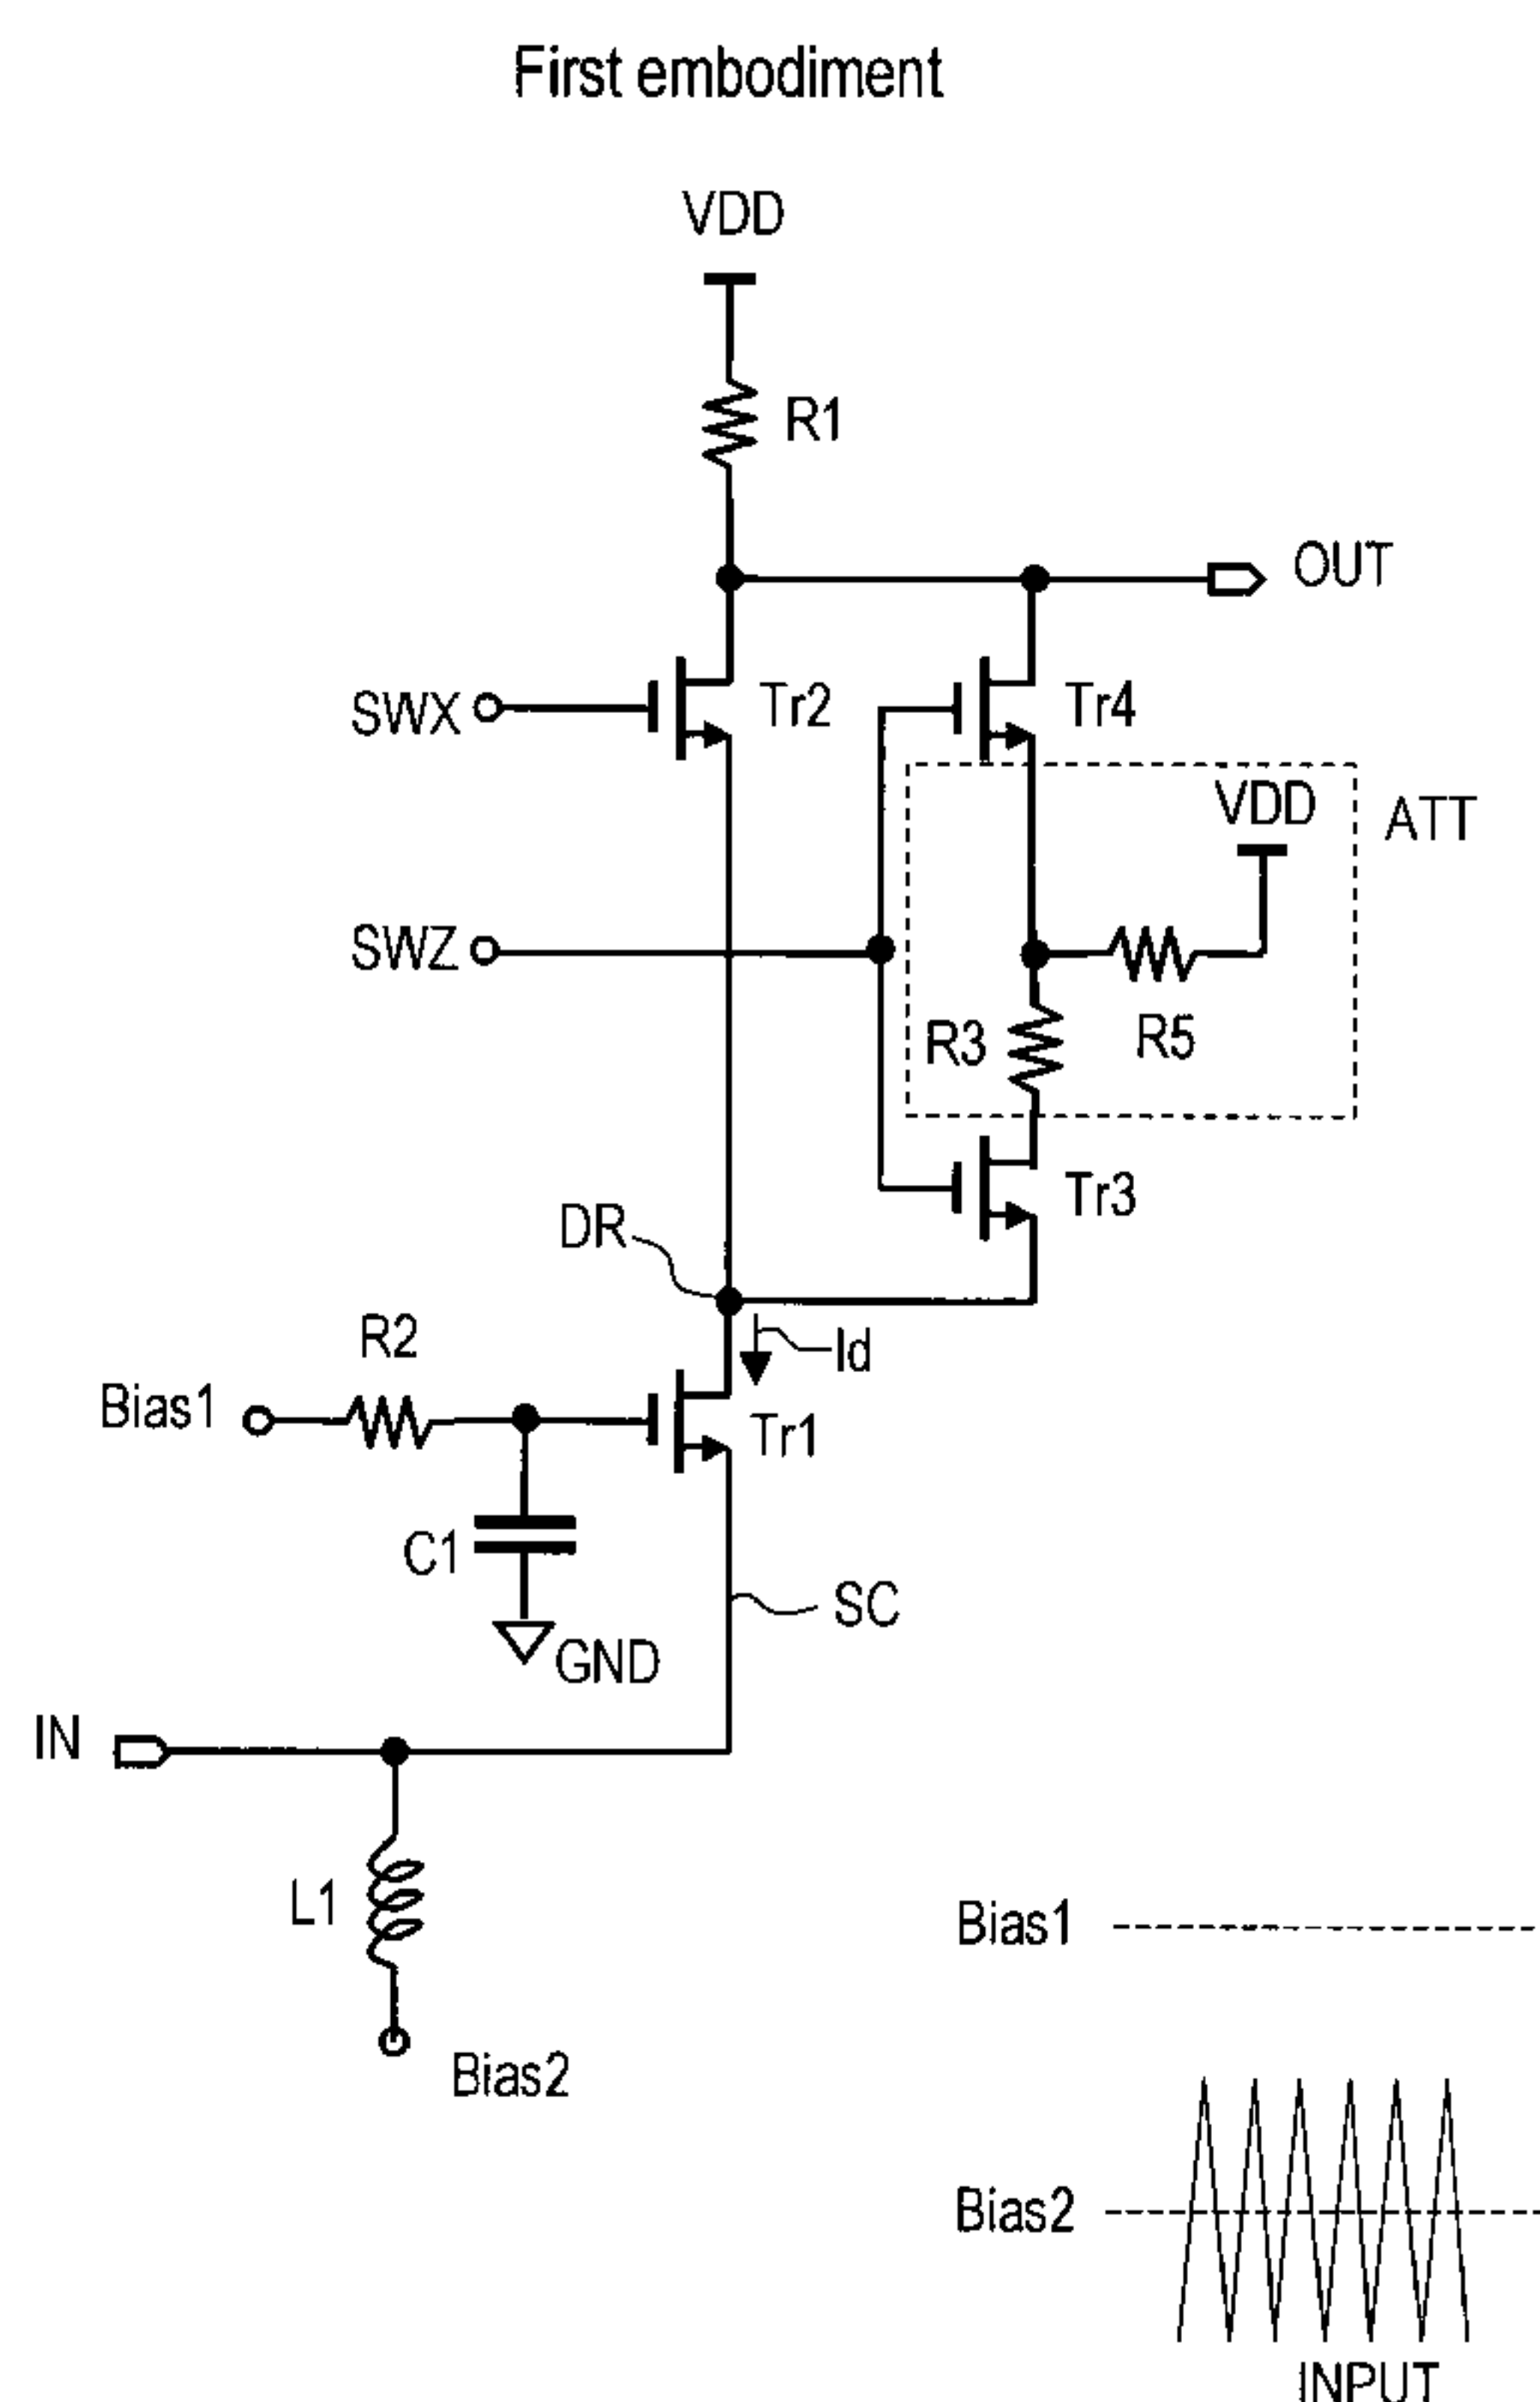 First embodiment
VDD
R1
OUT
SWX
Tr2
Tr4
VDD
ATT
SWZ
R3
R5
Tr3
DR
R2
Id
Bias1
Tr1
C1
SC
GND
IN
L1
Bias1
Bias2
Bias2
INPUT